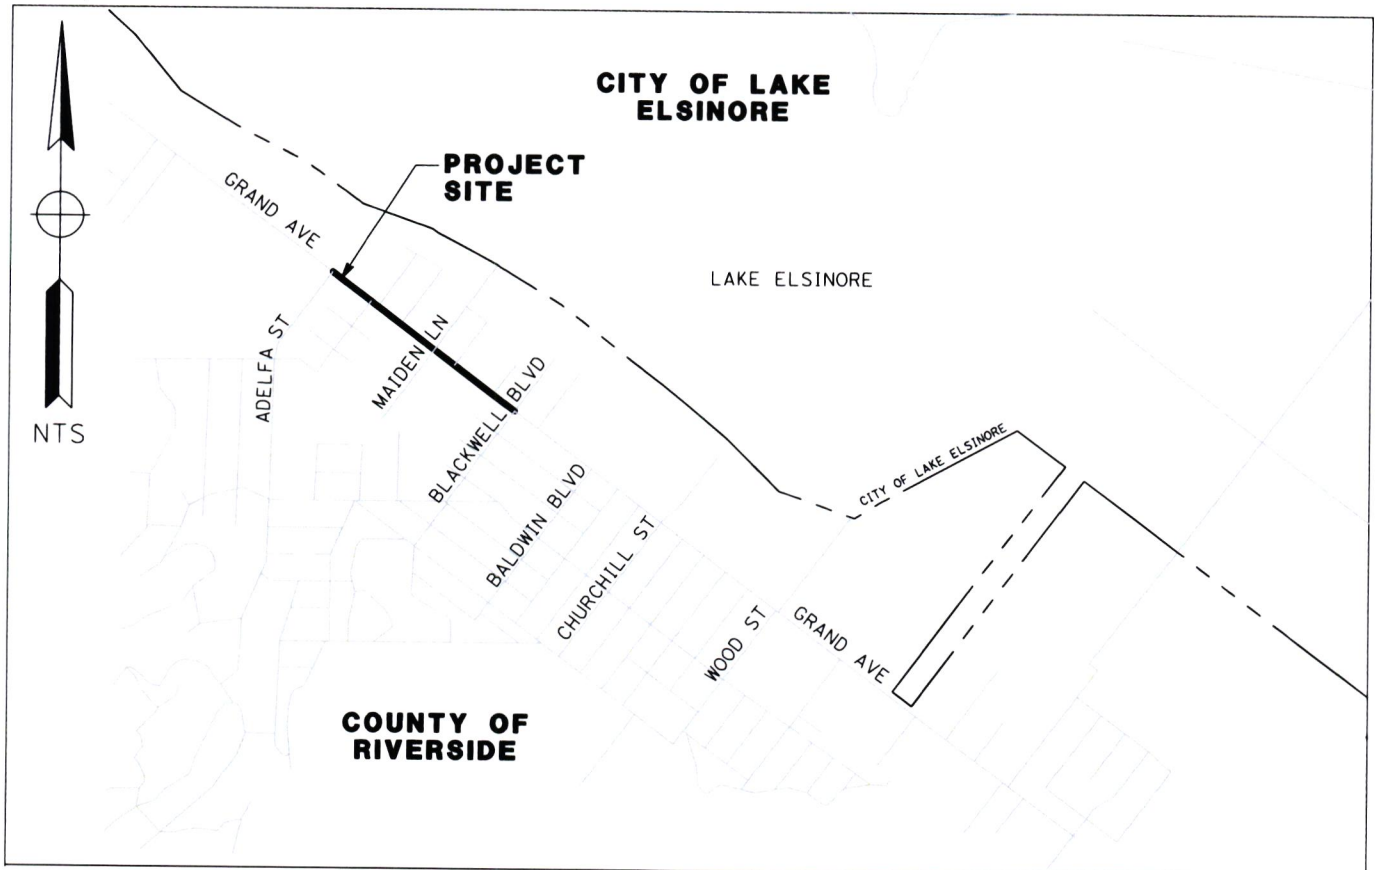 CITY OF LAKE
ELSINORE
PROJECT
SITE
GRAND AVE
LAKE ELSINORE
ADELFA ST
MAIDEN LN
BLACKWELL BLVD
NTS
CITY OF LAKE ELSINORE
BALDWIN BLVD
CHURCHILL ST
WOOD ST
GRAND AVE
COUNTY OF
RIVERSIDE